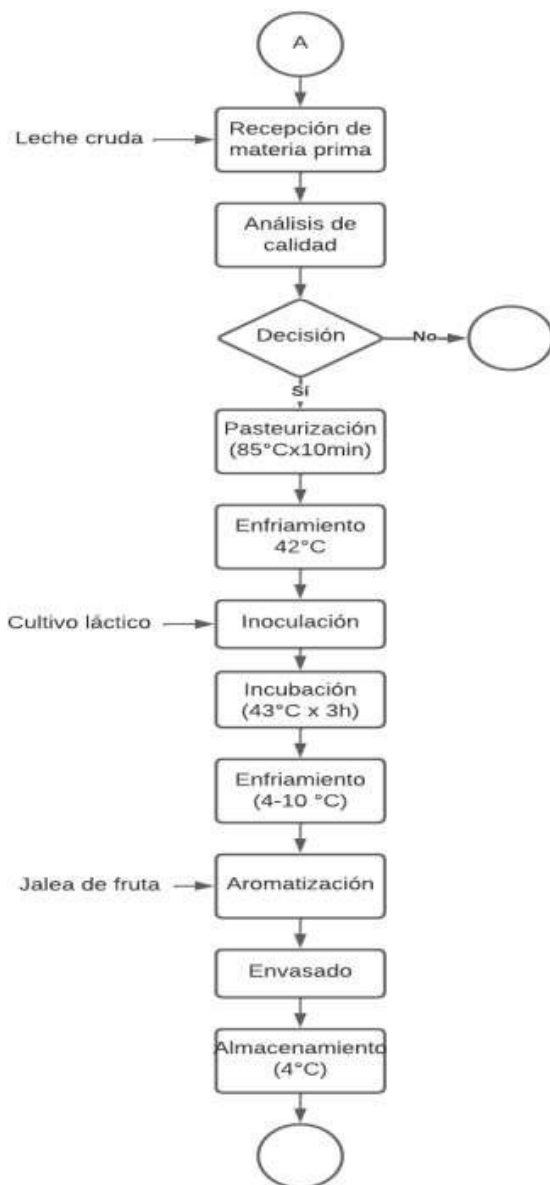 A
Leche cruda
Recepción de
materia prima
Análisis de
calidad
Decisión
No
Sí
Pasteurización
(85°Cx10min)
Enfriamiento
42°C
Cultivo láctico
Inoculación
Incubación
(43°C x 3h)
Enfriamiento
(4-10 °C)
Jalea de fruta
Aromatización
Envasado
Almacenamiento
(4°C)